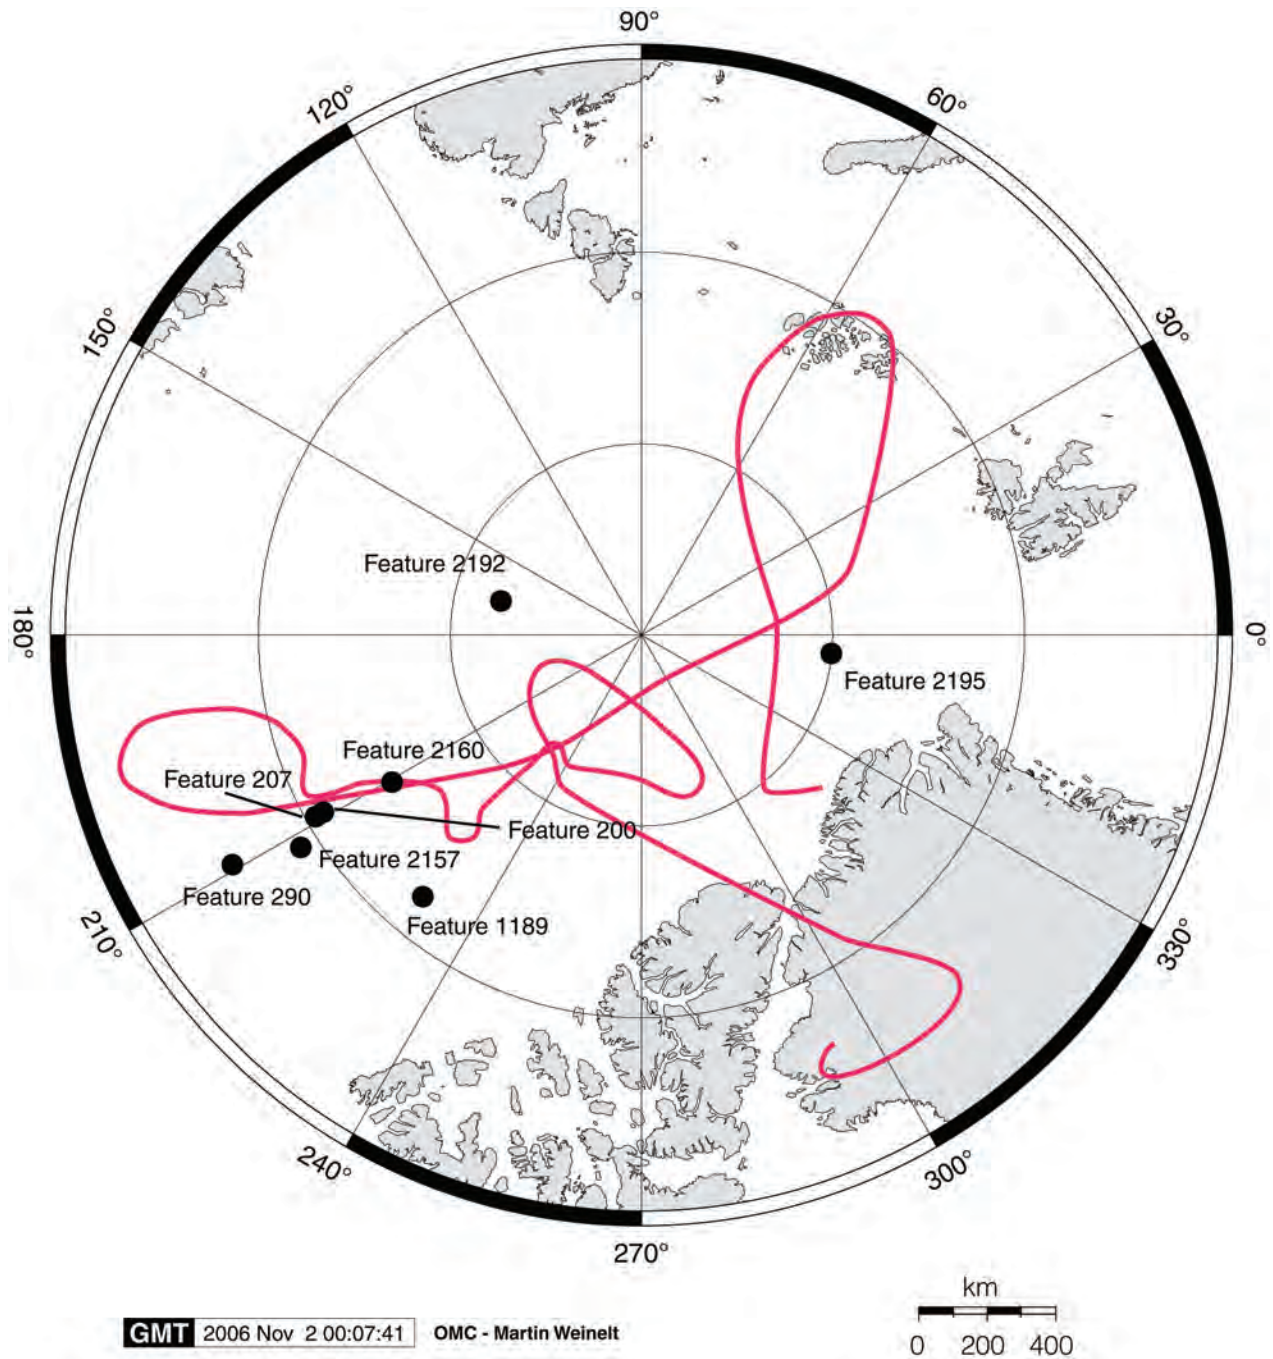 90°
120°
60°
150°
30°
Feature 2192
180°
0°
Feature 2195
Feature 2160
Feature 207
Feature 200
Feature 2157
Feature 290
Feature 1189
210°
330°
240°
300°
270°
km
GMT 2006 Nov 2 00:07:41 OMC - Martin Weinelt
0 200 400